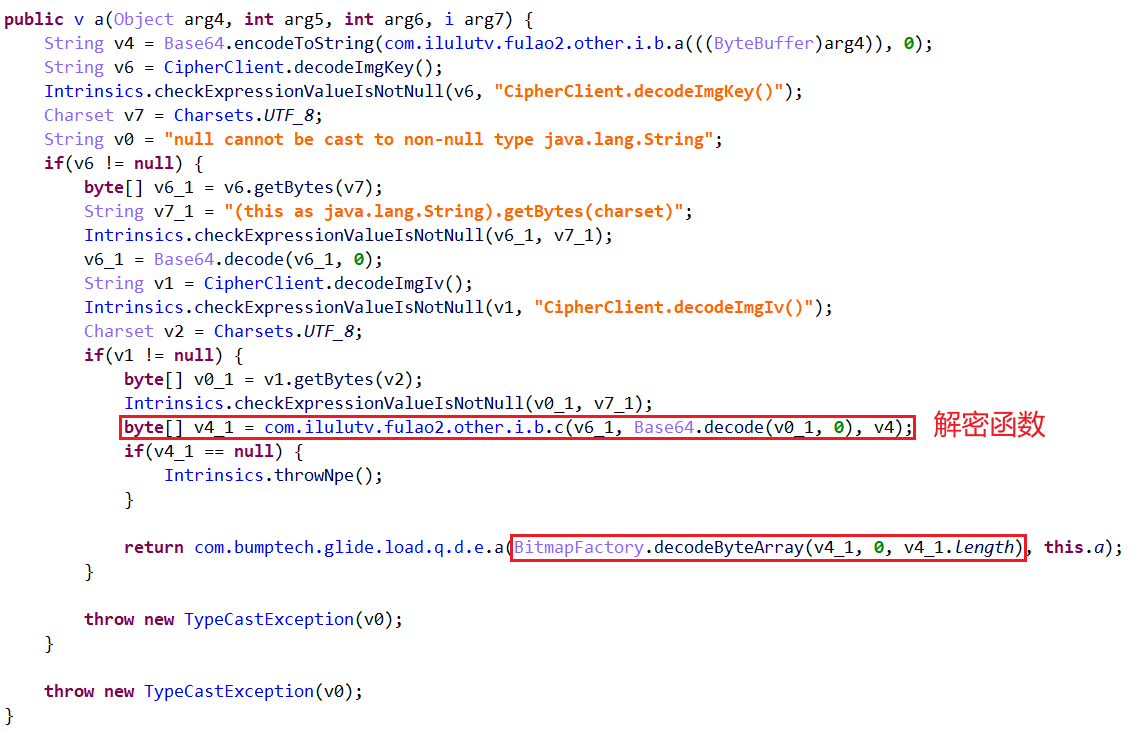 public v a(Object arg4, int arg5, int arg6, i arg7) {
    String v4 = Base64.encodeToString(com.ilulutv.fulao2.other.i.b.a(((ByteBuffer)arg4)), 0);
    String v6 = CipherClient.decodeImgKey();
    Intrinsics.checkExpressionValueIsNotNull(v6, "CipherClient.decodeImgKey()");
    Charset v7 = Charsets.UTF_8;
    String v0 = "null cannot be cast to non-null type java.lang.String";
    if(v6 != null) {
        byte[] v6_1 = v6.getBytes(v7);
        String v7_1 = "(this as java.lang.String).getBytes(charset)";
        Intrinsics.checkExpressionValueIsNotNull(v6_1, v7_1);
        v6_1 = Base64.decode(v6_1, 0);
        String v1 = CipherClient.decodeImgIv();
        Intrinsics.checkExpressionValueIsNotNull(v1, "CipherClient.decodeImgIv()");
        Charset v2 = Charsets.UTF_8;
        if(v1 != null) {
            byte[] v0_1 = v1.getBytes(v2);
            Intrinsics.checkExpressionValueIsNotNull(v0_1, v7_1);
            byte[] v4_1 = com.ilulutv.fulao2.other.i.b.c(v6_1, Base64.decode(v0_1, 0), v4); 解密函数
            if(v4_1 == null) {
                Intrinsics.throwNpe();
            }
            return com.bumptech.glide.load.q.d.e.a(BitmapFactory.decodeByteArray(v4_1, 0, v4_1.length), this.a);
        }
        throw new TypeCastException(v0);
    }
    throw new TypeCastException(v0);
}